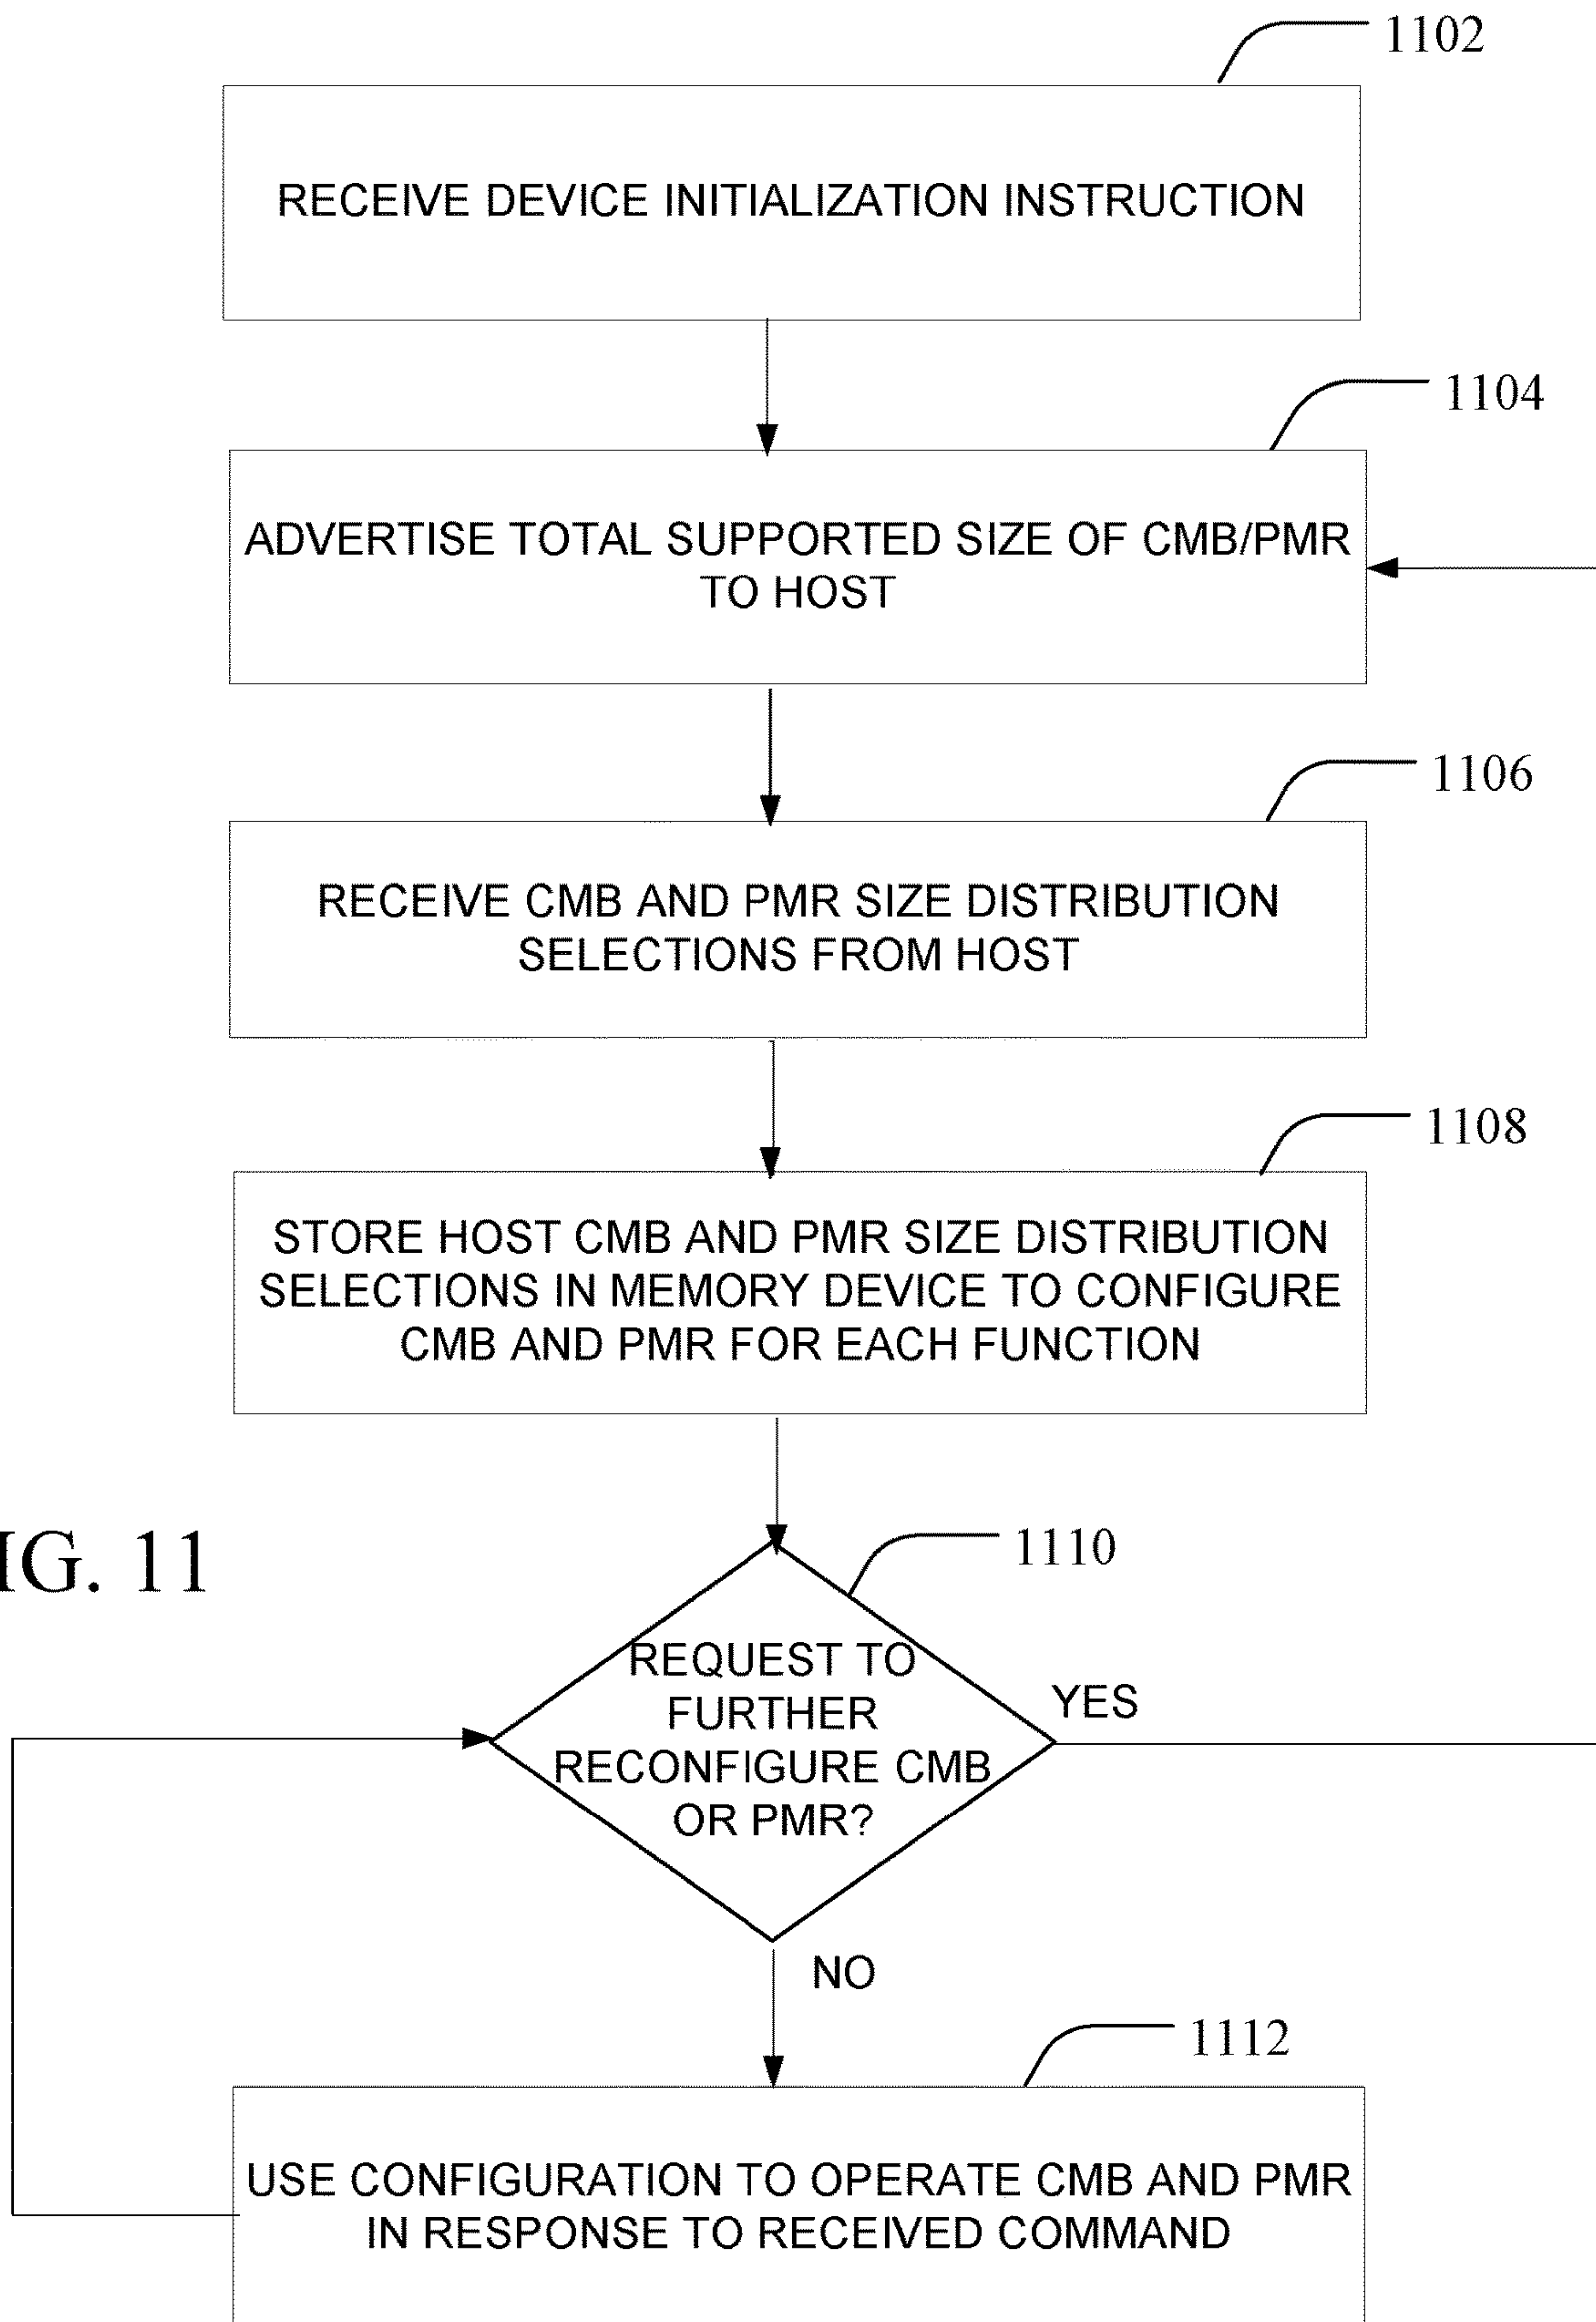 1102
RECEIVE DEVICE INITIALIZATION INSTRUCTION
1104
ADVERTISE TOTAL SUPPORTED SIZE OF CMB/PMR
TO HOST
1106
RECEIVE CMB AND PMR SIZE DISTRIBUTION
SELECTIONS FROM HOST
1108
STORE HOST CMB AND PMR SIZE DISTRIBUTION
SELECTIONS IN MEMORY DEVICE TO CONFIGURE
CMB AND PMR FOR EACH FUNCTION
IG. 11
1110
REQUEST TO
FURTHER
RECONFIGURE CMB
OR PMR?
YES
NO
1112
USE CONFIGURATION TO OPERATE CMB AND PMR
IN RESPONSE TO RECEIVED COMMAND